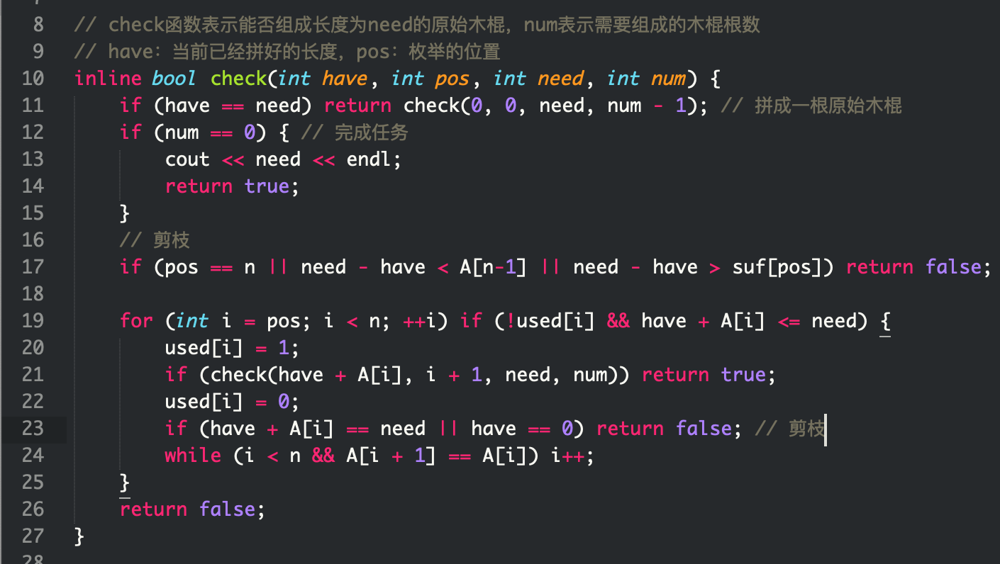 8 // check函数表示能否组成长度为need的原始木棍，num表示需要组成的木棍根数
9 // have：当前已经拼好的长度，pos：枚举的位置
10 inline bool check(int have, int pos, int need, int num) {
11     if (have == need) return check(0, 0, need, num - 1); // 拼成一根原始木棍
12     if (num == 0) { // 完成任务
13         cout << need << endl;
14         return true;
15     }
16     // 剪枝
17     if (pos == n || need - have < A[n-1] || need - have > suf[pos]) return false;
18
19     for (int i = pos; i < n; ++i) if (!used[i] && have + A[i] <= need) {
20         used[i] = 1;
21         if (check(have + A[i], i + 1, need, num)) return true;
22         used[i] = 0;
23         if (have + A[i] == need || have == 0) return false; // 剪枝
24         while (i < n && A[i + 1] == A[i]) i++;
25     }
26     return false;
27 }
28